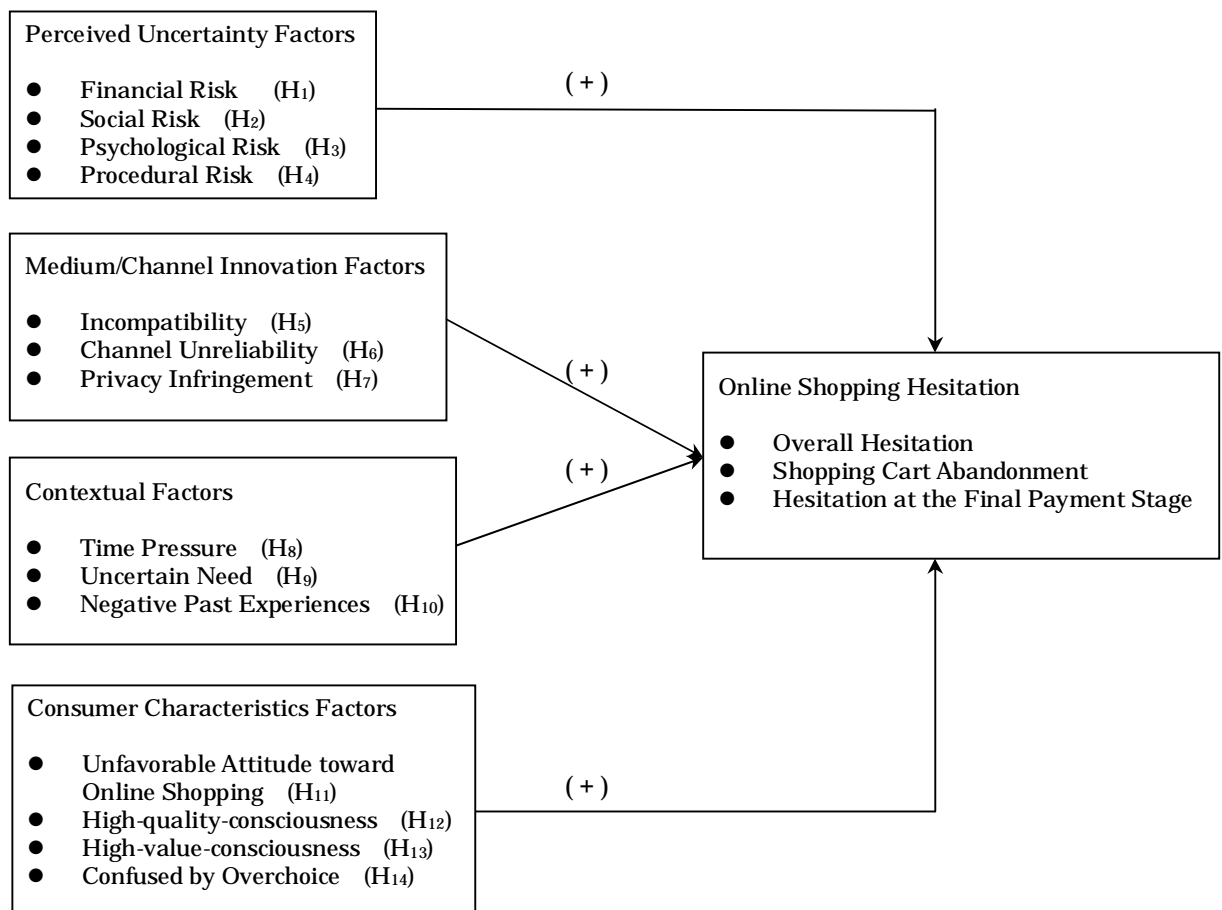 Perceived Uncertainty Factors
● Financial Risk (H₁)
● Social Risk (H₂)
● Psychological Risk (H₃)
● Procedural Risk (H₄)
( + )
Medium/Channel Innovation Factors
● Incompatibility (H₅)
● Channel Unreliability (H₆)
● Privacy Infringement (H₇)
( + )
Online Shopping Hesitation
● Overall Hesitation
● Shopping Cart Abandonment
● Hesitation at the Final Payment Stage
( + )
Contextual Factors
● Time Pressure (H₈)
● Uncertain Need (H₉)
● Negative Past Experiences (H₁₀)
Consumer Characteristics Factors
● Unfavorable Attitude toward
Online Shopping (H₁₁)
● High-quality-consciousness (H₁₂)
● High-value-consciousness (H₁₃)
● Confused by Overchoice (H₁₄)
( + )